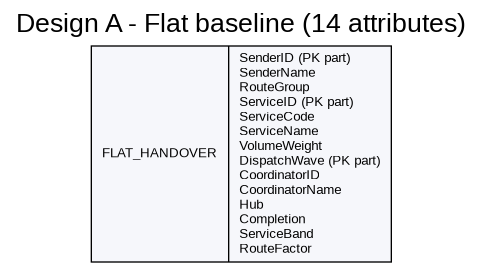 Design A - Flat baseline (14 attributes)
FLAT_HANDOVER
SenderID (PK part)
SenderName
RouteGroup
ServiceID (PK part)
ServiceCode
ServiceName
VolumeWeight
DispatchWave (PK part)
CoordinatorID
CoordinatorName
Hub
Completion
ServiceBand
RouteFactor